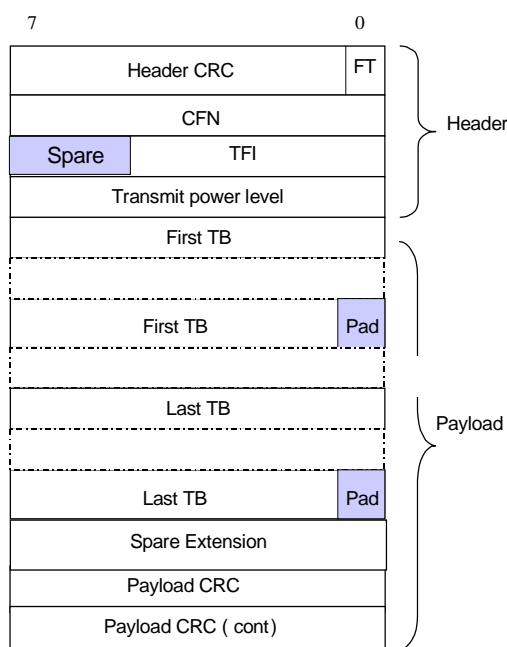 7 0
Header CRC FT
CFN
Header
Spare TFI
Transmit power level
First TB
First TB Pad
Last TB
Payload
Last TB Pad
Spare Extension
Payload CRC
Payload CRC ( cont)